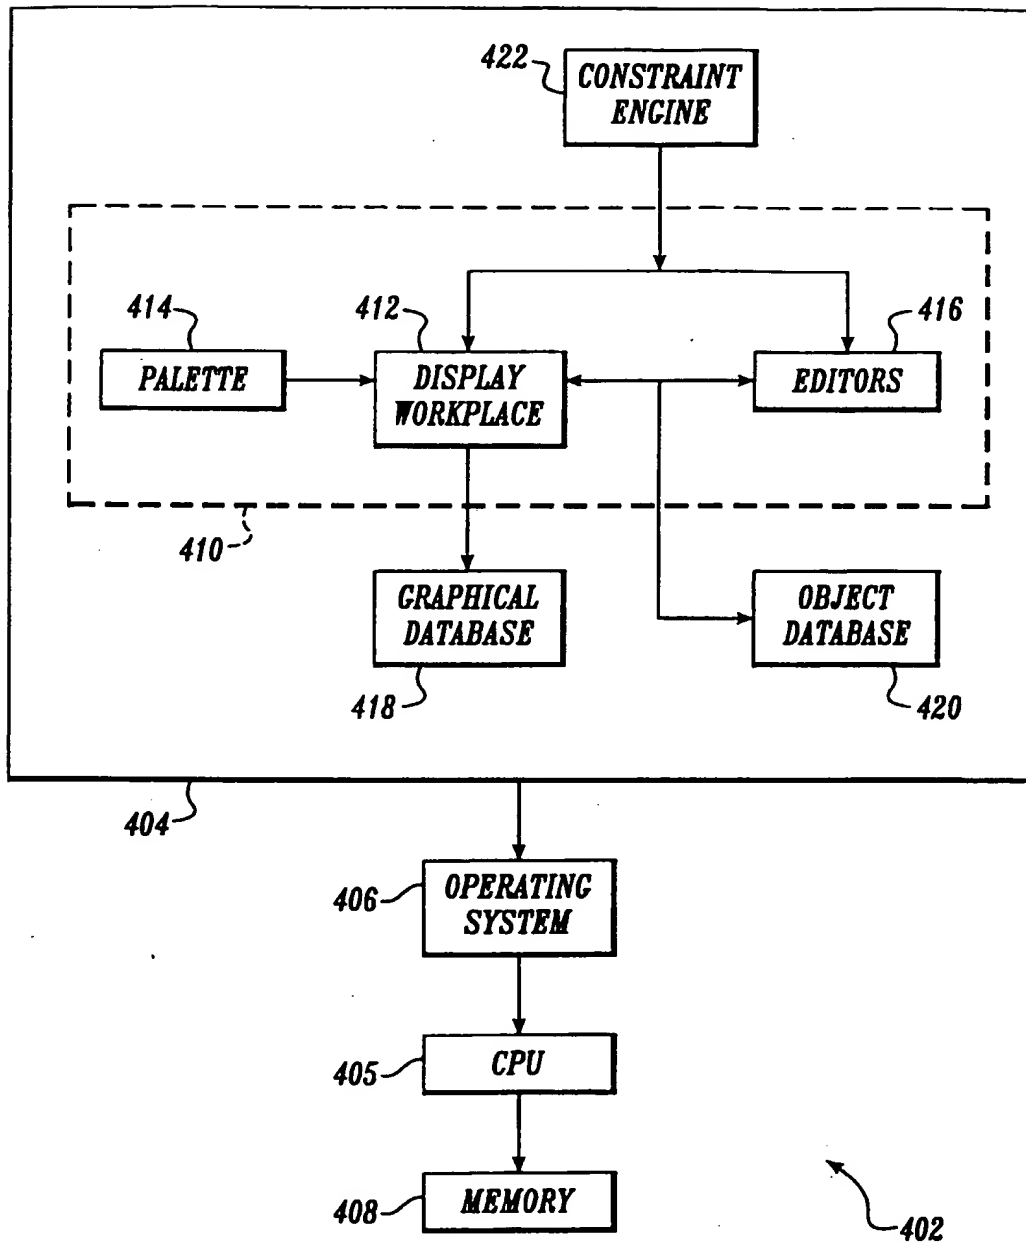 422
CONSTRAINT
ENGINE
414
412
416
PALETTE
DISPLAY
WORKPLACE
EDITORS
410
GRAPHICAL
DATABASE
OBJECT
DATABASE
418
420
404
406
OPERATING
SYSTEM
405
CPU
408
MEMORY
402